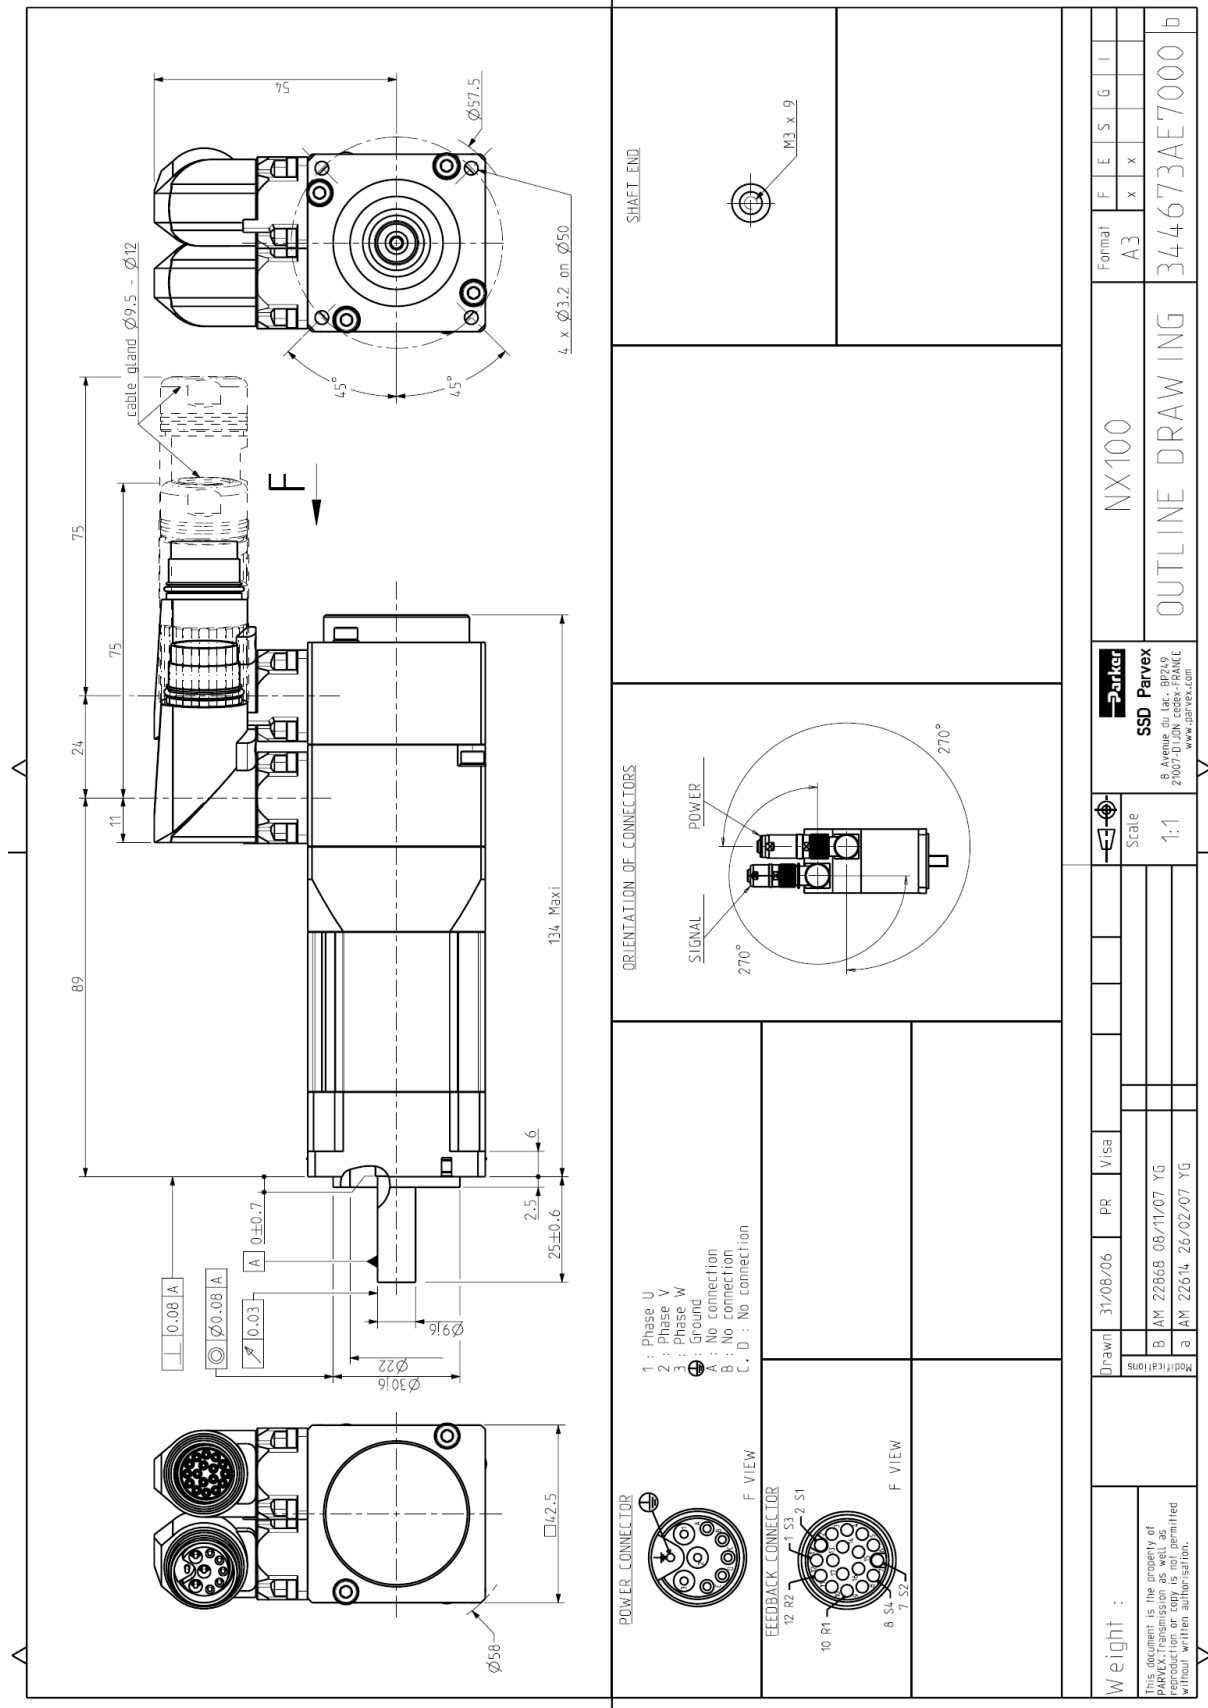 54
Ø57.5
cable gland Ø9.5 - Ø12
4 x Ø3.2 on Ø50
45°
45°
75
75
24
11
89
F
134 Maxi
6
2.5
25±0.6
0±0.7
A
⊥ 0.08 A
◎ Ø0.08 A
↗ 0.03
Ø9j6
Ø22
Ø30j6
□42.5
Ø58
SHAFT END
M3 x 9
ORIENTATION OF CONNECTORS
POWER
SIGNAL
270°
270°
POWER CONNECTOR
1 : Phase U
2 : Phase V
3 : Phase W
: Ground
A : No connection
B : No connection
C, D : No connection
F VIEW
FEEDBACK CONNECTOR
12 R2
1 S3
2 S1
10 R1
8 S4
7 S2
F VIEW
Weight :
This document is the property of
PARVEX.Transmission as well as
reproduction or copy is not permitted
without written authorisation.
Drawn 31/08/06 PR Visa
Modifications
B AM 22868 08/11/07 YG
a AM 22614 26/02/07 YG
Scale
1:1
Parker
SSD Parvex
8 Avenue du lac. BP249
21007-DIJON cedex-FRANCE
www.parvex.com
NX100
OUTLINE DRAWING
Format
A3
F E S G I
x x
344673AE7000 b